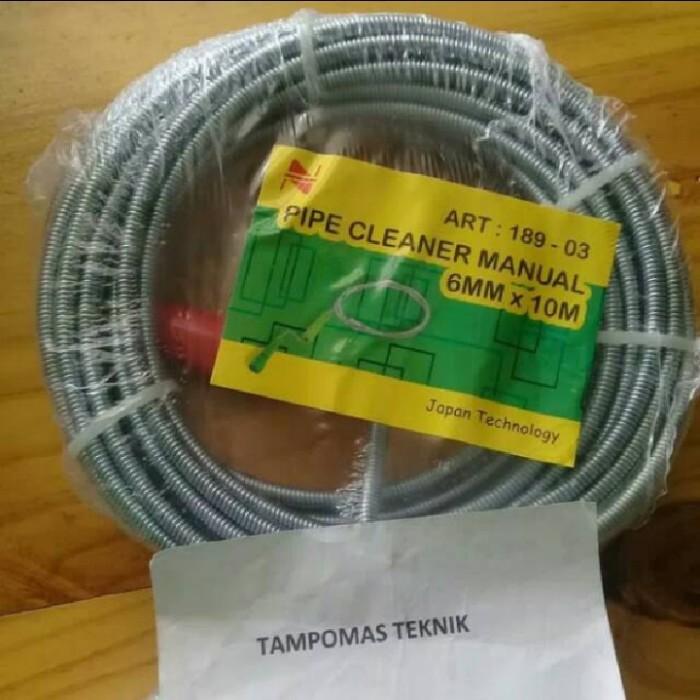 ART : 189 - 03
PIPE CLEANER MANUAL
6MM x 10M
Japan Technology
TAMPOMAS TEKNIK